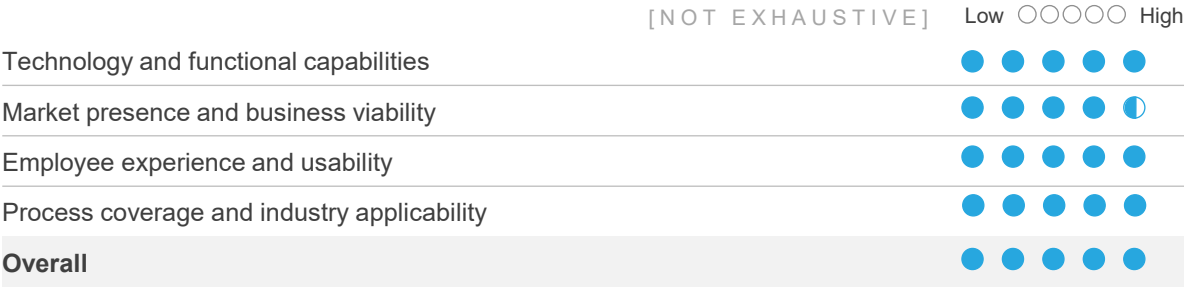 [NOT EXHAUSTIVE] Low High
Technology and functional capabilities
Market presence and business viability
Employee experience and usability
Process coverage and industry applicability
Overall